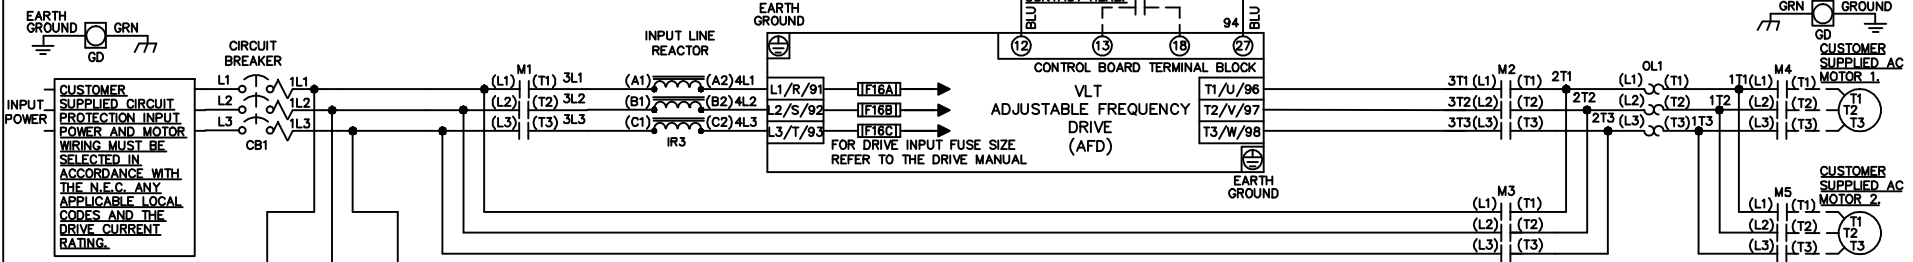 EARTH
GROUND
GRN
GD
CIRCUIT
BREAKER
INPUT LINE
REACTOR
EARTH
GROUND
BLU
94
BLU
GRN
GROUND
GD
12
13
18
27
CONTROL BOARD TERMINAL BLOCK
INPUT
POWER
CUSTOMER
SUPPLIED CIRCUIT
PROTECTION INPUT
POWER AND MOTOR
WIRING MUST BE
SELECTED IN
ACCORDANCE WITH
THE N.E.C. ANY
APPLICABLE LOCAL
CODES AND THE
DRIVE CURRENT
RATING.
L1
L2
L3
1L1
1L2
1L3
CB1
M1
(L1) (T1) 3L1
(L2) (T2) 3L2
(L3) (T3) 3L3
(A1) (A2) 4L1
(B1) (B2) 4L2
(C1) (C2) 4L3
IR3
L1/R/91
L2/S/92
L3/T/93
IF16A
IF16B
IF16C
FOR DRIVE INPUT FUSE SIZE
REFER TO THE DRIVE MANUAL
VLT
ADJUSTABLE FREQUENCY
DRIVE
(AFD)
T1/U/96
T2/V/97
T3/W/98
EARTH
GROUND
M2
3T1 (L1) (T1) 2T1
3T2 (L2) (T2) 2T2
3T3 (L3) (T3) 2T3
OL1
(L1) (T1) 1T1
(L2) (T2) 1T2
(L3) (T3) 1T3
M4
(L1) (T1)
(L2) (T2)
(L3) (T3)
CUSTOMER
SUPPLIED AC
MOTOR 1.
T1
T2
T3
M3
(L1) (T1)
(L2) (T2)
(L3) (T3)
M5
(L1) (T1)
(L2) (T2)
(L3) (T3)
CUSTOMER
SUPPLIED AC
MOTOR 2.
T1
T2
T3